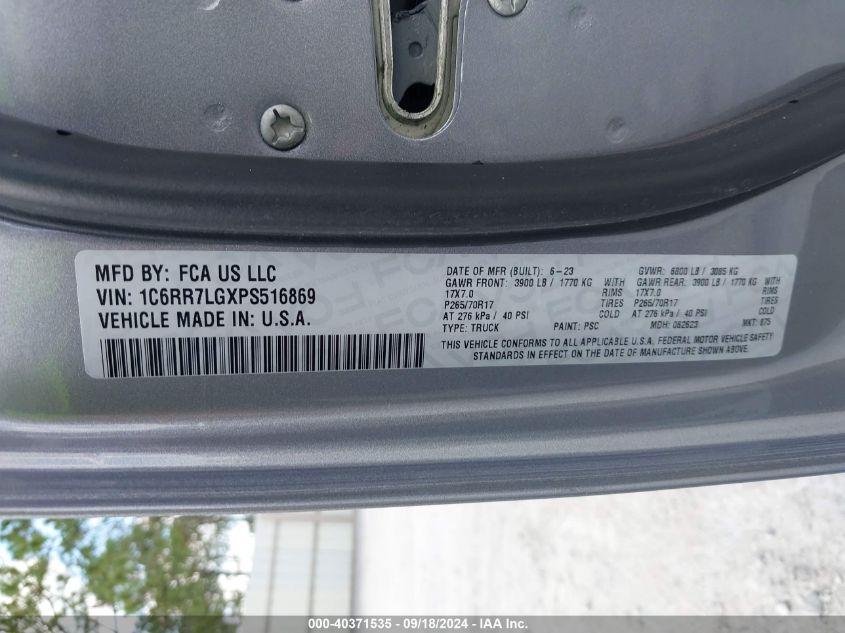 MFD BY: FCA US LLC
VIN: 1C6RR7LGXPS516869
VEHICLE MADE IN: U.S.A.
DATE OF MFR (BUILT): 6-23 GVWR: 6800 LB / 3085 KG
GAWR FRONT: 3900 LB / 1770 KG GAWR REAR: 3900 LB / 1770 KG
17X7.0 RIMS 17X7.0 RIMS
P265/70R17 TIRES P265/70R17 TIRES
AT 276 kPa / 40 PSI COLD AT 276 kPa / 40 PSI COLD
TYPE: TRUCK PAINT: PSC MDH: 062623 MKT: 875
THIS VEHICLE CONFORMS TO ALL APPLICABLE U.S.A. FEDERAL MOTOR VEHICLE SAFETY
STANDARDS IN EFFECT ON THE DATE OF MANUFACTURE SHOWN ABOVE.
000-40371535 - 09/18/2024 - IAAI Inc.